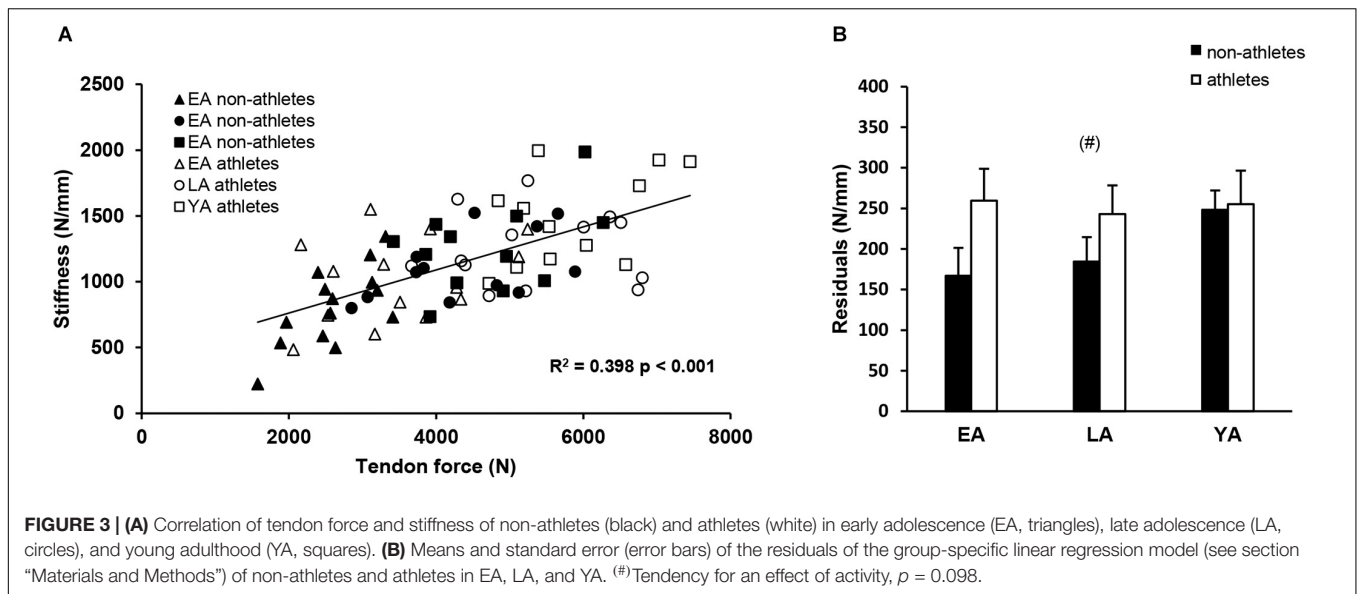 A
Stiffness (N/mm)
2500
2000
1500
1000
500
0
EA non-athletes
EA non-athletes
EA non-athletes
EA athletes
LA athletes
YA athletes
R² = 0.398 p < 0.001
0 2000 4000 6000 8000
Tendon force (N)
B
non-athletes
athletes
Residuals (N/mm)
400
350
300
250
200
150
100
50
0
(#)
EA LA YA
FIGURE 3 | (A) Correlation of tendon force and stiffness of non-athletes (black) and athletes (white) in early adolescence (EA, triangles), late adolescence (LA,
circles), and young adulthood (YA, squares). (B) Means and standard error (error bars) of the residuals of the group-specific linear regression model (see section
“Materials and Methods”) of non-athletes and athletes in EA, LA, and YA. (#)Tendency for an effect of activity, p = 0.098.